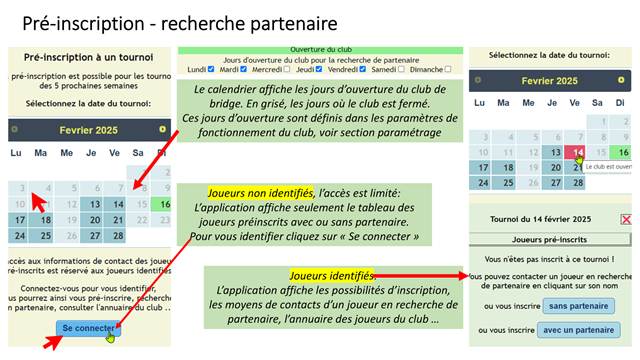 Pré-inscription - recherche partenaire
Pré-inscription à un tournoi
pré-inscription est possible pour les tourno
des 5 prochaines semaines
Sélectionnez la date du tournoi:
Fevrier 2025
Lu Ma Me Je Ve Sa Di
1 2
3 4 5 6 7 8 9
10 11 12 13 14 15 16
17 18 19 20 21 22 23
24 25 26 27 28
accès aux informations de contact des joueu
pré-inscrits est réservé aux joueurs identifiés
Connectez-vous pour vous identifier,
us pourrez ainsi vous pré-inscrire, recherche
n partenaire, consulter l'annuaire du club ...
Se connecter
Ouverture du club
Jours d'ouverture du club pour la recherche de partenaire
Lundi Mardi Mercredi Jeudi Vendredi Samedi Dimanche
Le calendrier affiche les jours d'ouverture du club de
bridge. En grisé, les jours où le club est fermé.
Ces jours d'ouverture sont définis dans les paramètres de
fonctionnement du club, voir section paramétrage
Joueurs non identifiés, l'accès est limité:
L'application affiche seulement le tableau des
joueurs préinscrits avec ou sans partenaire.
Pour vous identifier cliquez sur « Se connecter »
Joueurs identifiés:
L'application affiche les possibilités d'inscription,
les moyens de contacts d'un joueur en recherche de
partenaire, l'annuaire des joueurs du club ...
Sélectionnez la date du tournoi:
Fevrier 2025
Lu Ma Me Je Ve Sa Di
1 2
3 4 5 6 7 8 9
10 11 12 13 14 15 16
17 18 19 20 21
Le club est ouver
24 25 26 27 28
Tournoi du 14 février 2025
Joueurs pré-inscrits
Vous n'êtes pas inscrit à ce tournoi !
Vous pouvez contacter un joueur en recherche
de partenaire en cliquant sur son nom
ou vous inscrire sans partenaire
ou vous inscrire avec un partenaire